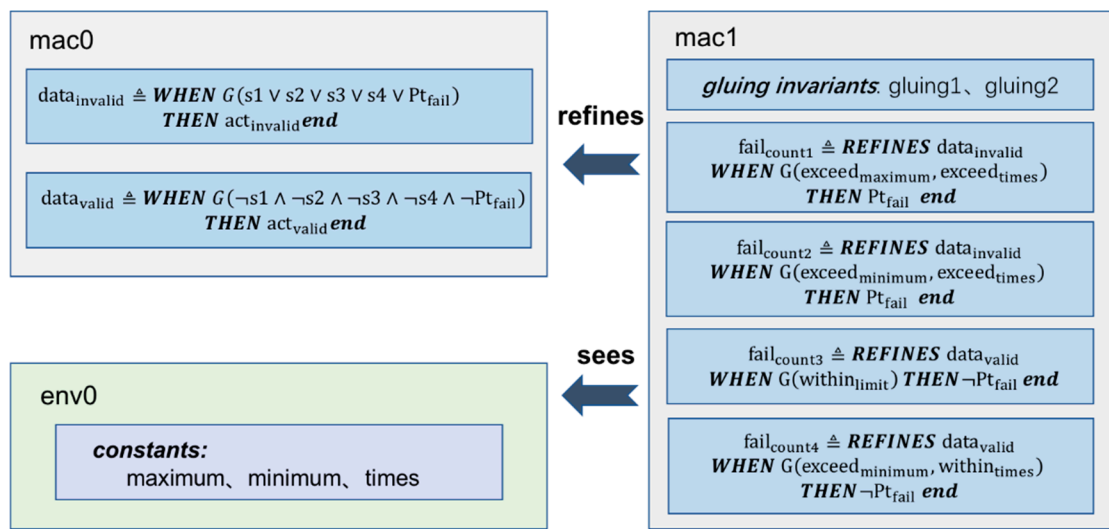 mac0
data_invalid ≜ WHEN G(s1 ∨ s2 ∨ s3 ∨ s4 ∨ Pt_fail)
THEN act_invalid end
data_valid ≜ WHEN G(¬s1 ∧ ¬s2 ∧ ¬s3 ∧ ¬s4 ∧ ¬Pt_fail)
THEN act_valid end
refines
mac1
gluing invariants: gluing1、gluing2
fail_count1 ≜ REFINES data_invalid
WHEN G(exceed_maximum, exceed_times)
THEN Pt_fail end
fail_count2 ≜ REFINES data_invalid
WHEN G(exceed_minimum, exceed_times)
THEN Pt_fail end
fail_count3 ≜ REFINES data_valid
WHEN G(within_limit) THEN ¬Pt_fail end
fail_count4 ≜ REFINES data_valid
WHEN G(exceed_minimum, within_times)
THEN ¬Pt_fail end
sees
env0
constants:
maximum、minimum、times